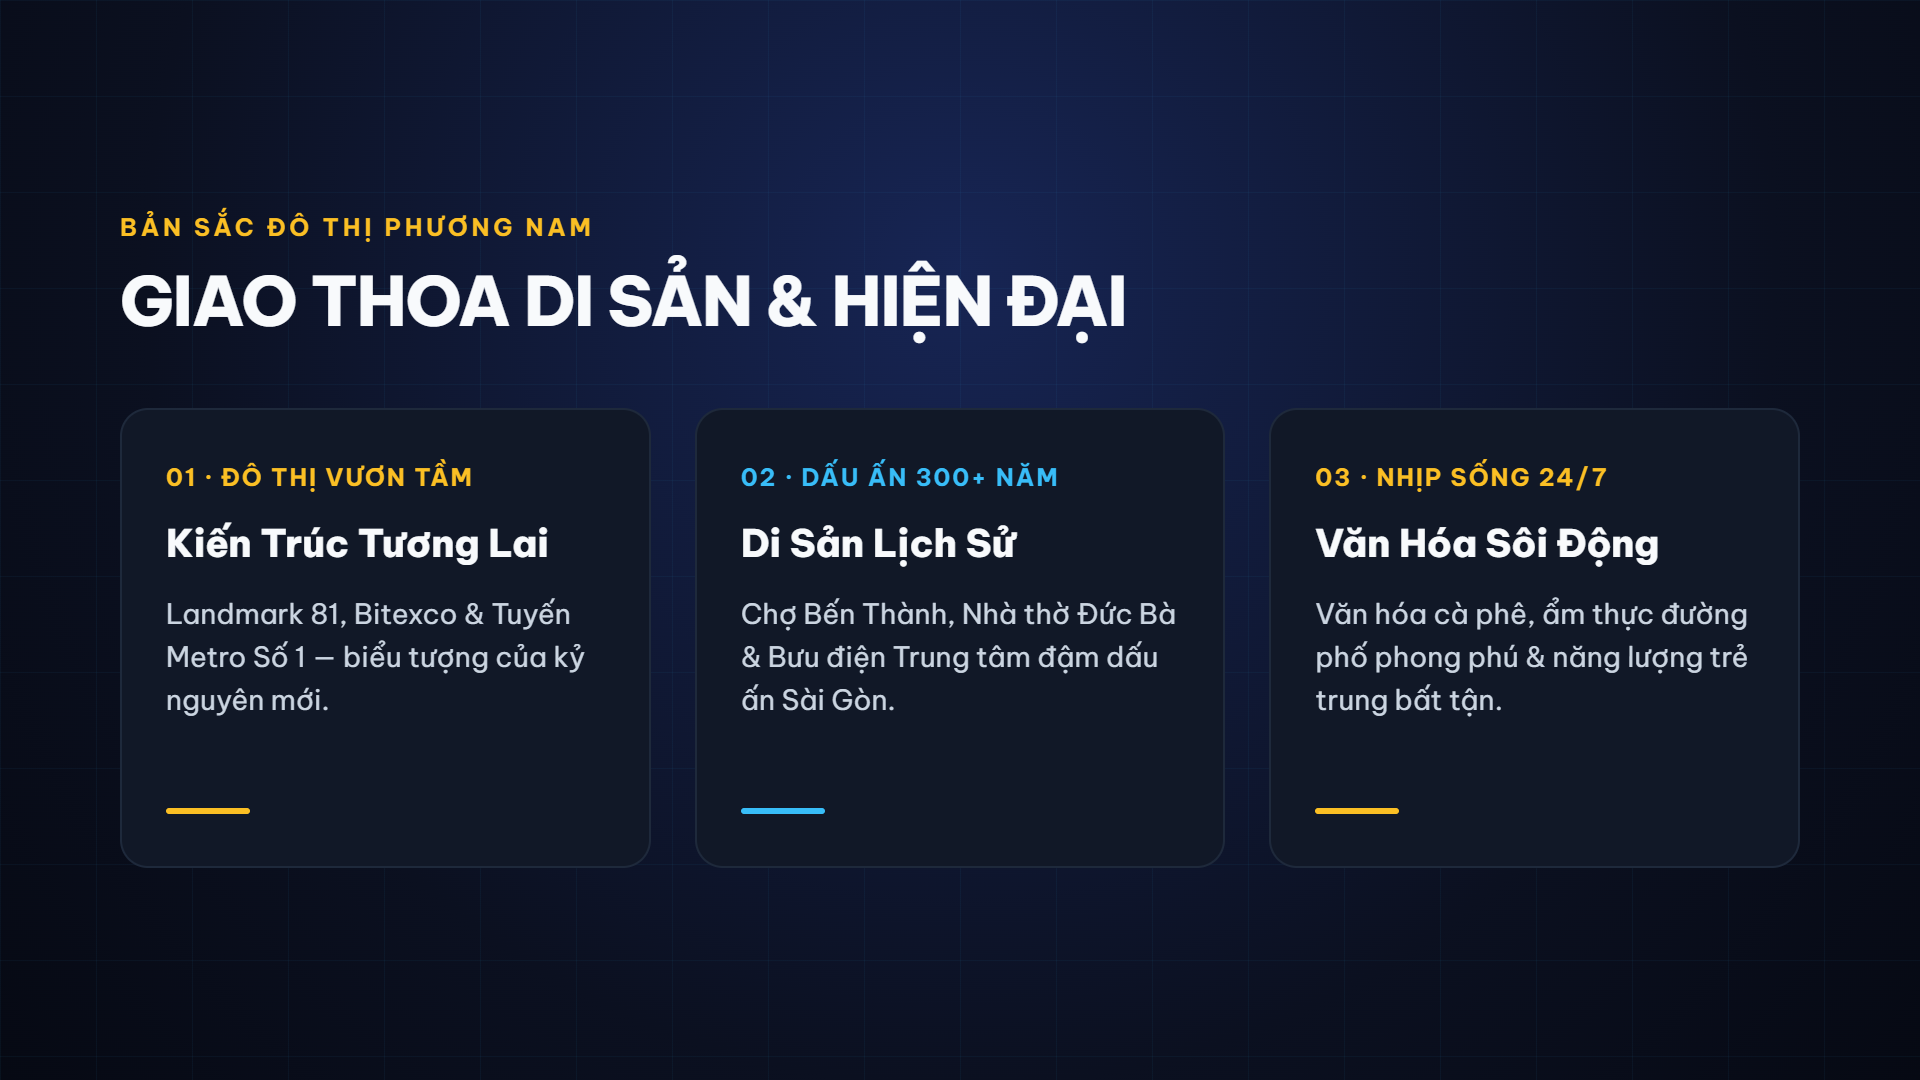 BẢN SẮC ĐÔ THỊ PHƯƠNG NAM
GIAO THOA DI SẢN & HIỆN ĐẠI
01 · ĐÔ THỊ VƯƠN TẦM
Kiến Trúc Tương Lai
Landmark 81, Bitexco & Tuyến
Metro Số 1 — biểu tượng của kỷ
nguyên mới.
02 · DẤU ẤN 300+ NĂM
Di Sản Lịch Sử
Chợ Bến Thành, Nhà thờ Đức Bà
& Bưu điện Trung tâm đậm dấu
ấn Sài Gòn.
03 · NHỊP SỐNG 24/7
Văn Hóa Sôi Động
Văn hóa cà phê, ẩm thực đường
phố phong phú & năng lượng trẻ
trung bất tận.